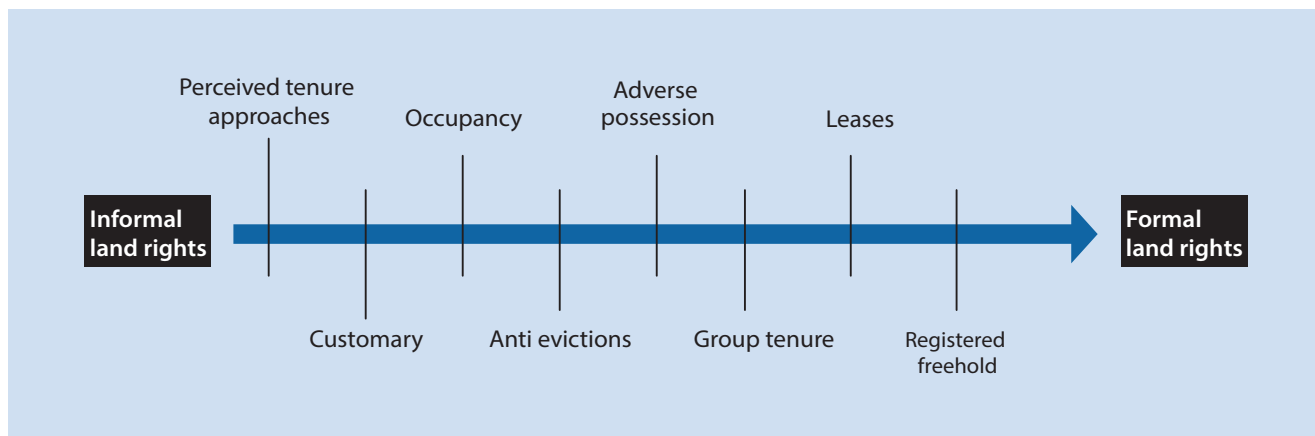 Perceived tenure
approaches
Occupancy
Adverse
possession
Leases
Informal
land rights
Formal
land rights
Customary
Anti evictions
Group tenure
Registered
freehold